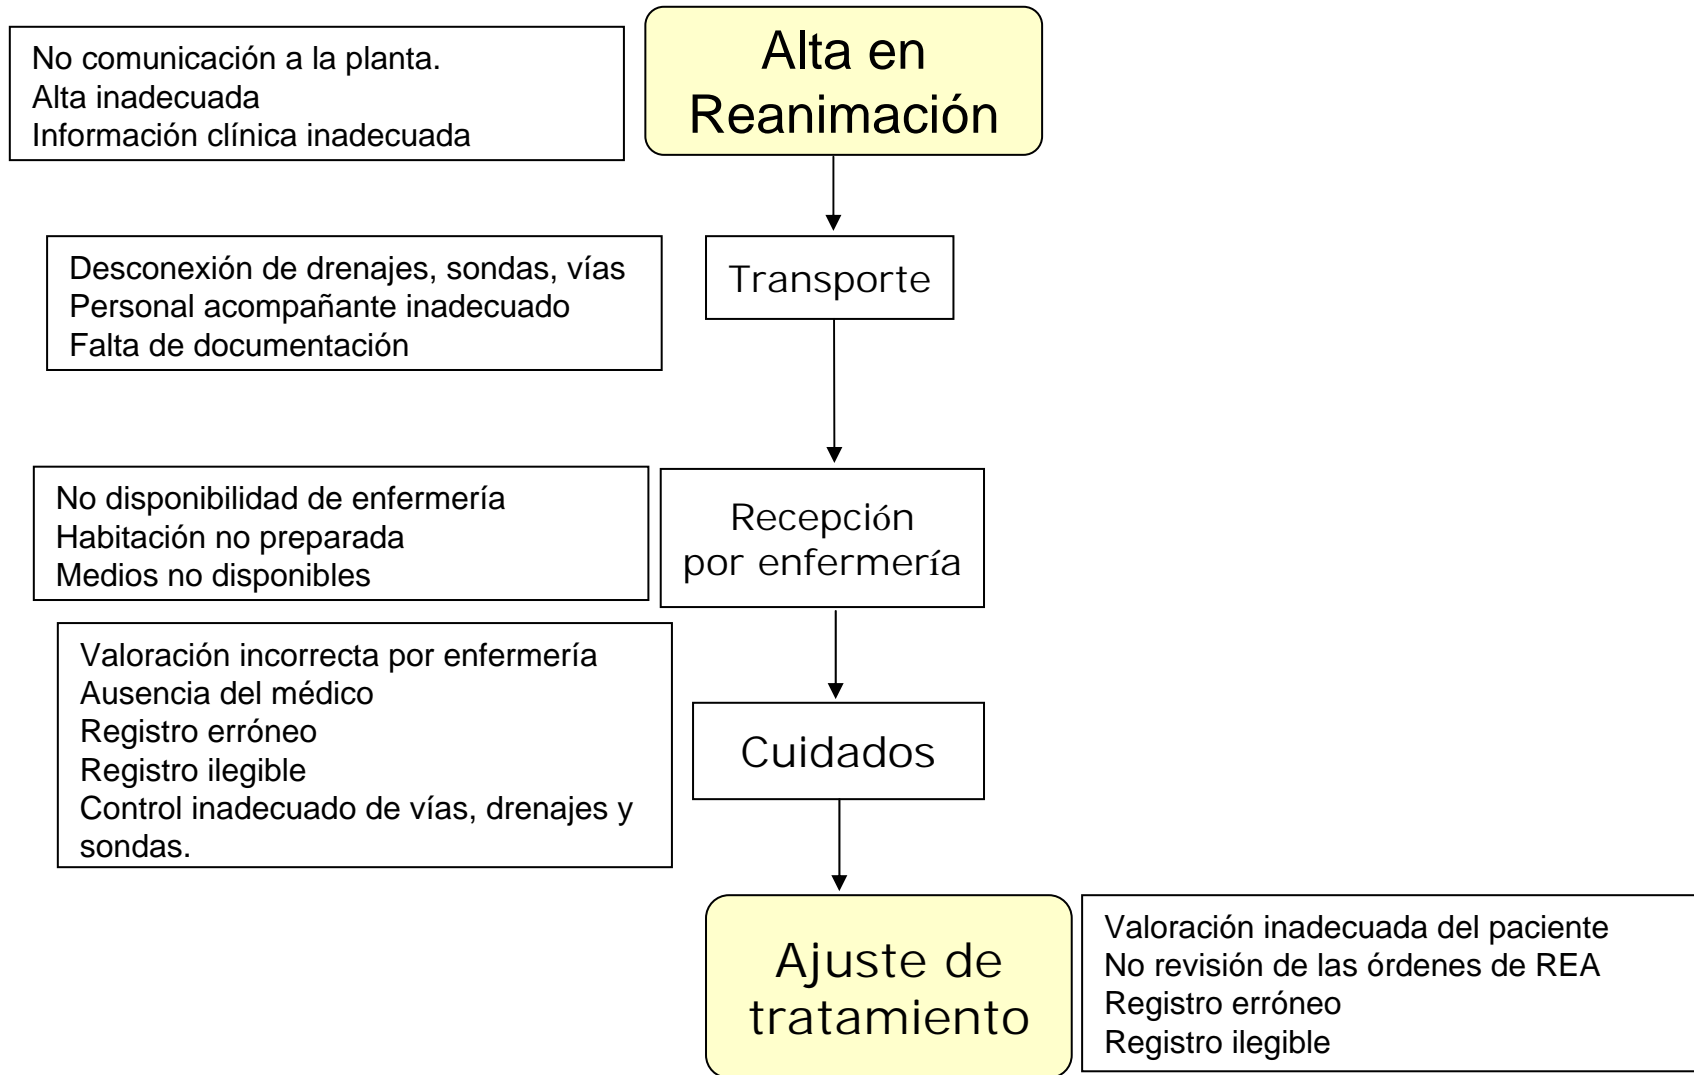 No comunicación a la planta.
Alta inadecuada
Información clínica inadecuada
Alta en
Reanimación
Desconexión de drenajes, sondas, vías
Personal acompañante inadecuado
Falta de documentación
Transporte
No disponibilidad de enfermería
Habitación no preparada
Medios no disponibles
Recepción
por enfermería
Valoración incorrecta por enfermería
Ausencia del médico
Registro erróneo
Registro ilegible
Control inadecuado de vías, drenajes y
sondas.
Cuidados
Ajuste de
tratamiento
Valoración inadecuada del paciente
No revisión de las órdenes de REA
Registro erróneo
Registro ilegible